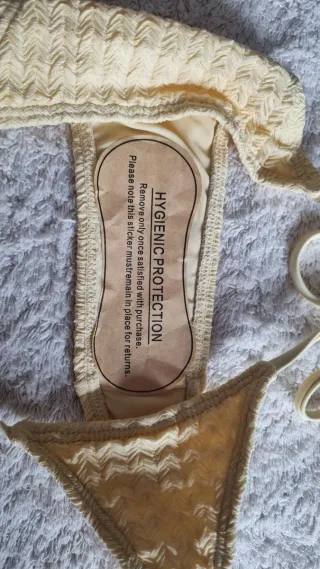 HYGIENIC PROTECTION
Remove only once satisfied with purchase.
Please note this sticker mustremain in place for returns.